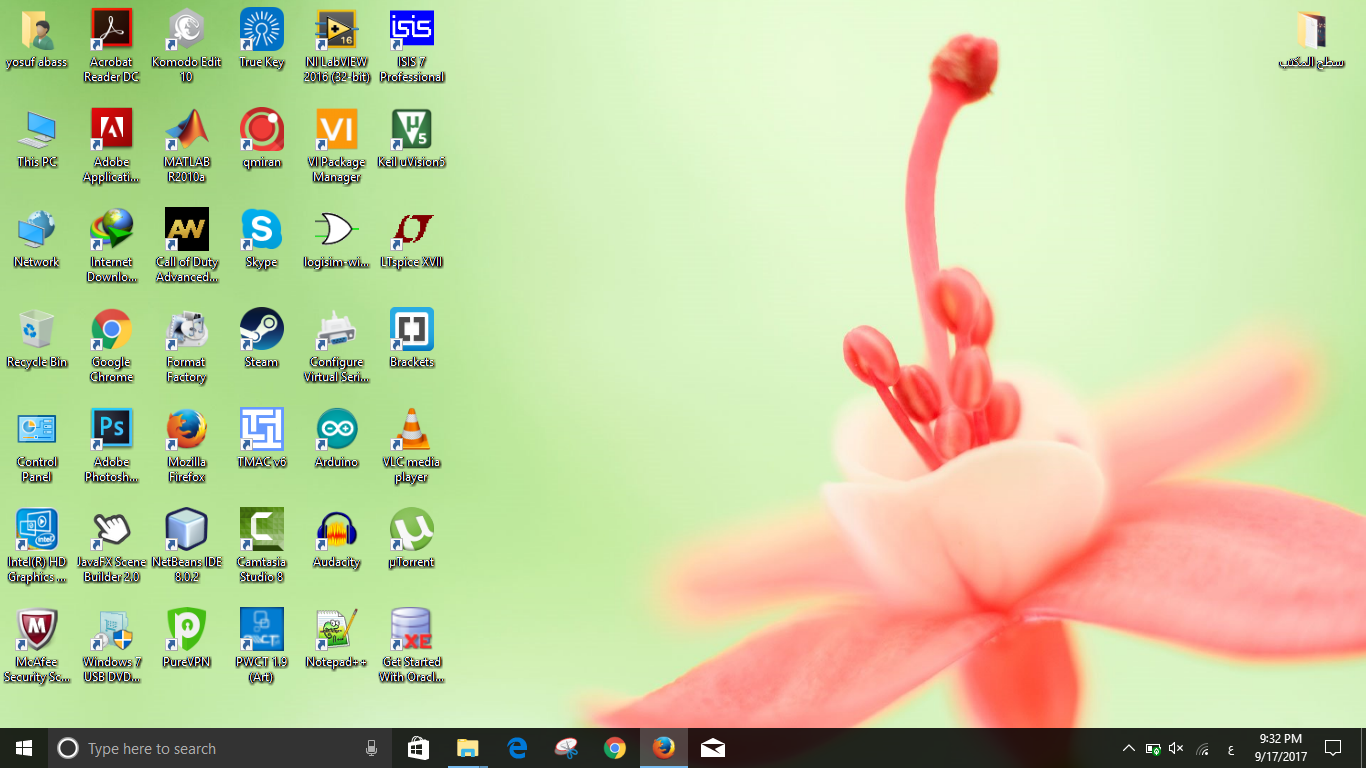 yosuf abass
Acrobat
Reader DC
Komodo Edit
10
True Key
NI LabVIEW
2016 (32-bit)
ISIS 7
Professional
سطح المكتب
This PC
Adobe
Applicati...
MATLAB
R2010a
qmiran
VI Package
Manager
Keil uVision5
Network
Internet
Downlo...
Call of Duty
Advanced...
Skype
logisim-wi...
LTspice XVII
Recycle Bin
Google
Chrome
Format
Factory
Steam
Configure
Virtual Seri...
Brackets
Control
Panel
Adobe
Photosh...
Mozilla
Firefox
TMAC v6
Arduino
VLC media
player
Intel(R) HD
Graphics ...
JavaFX Scene
Builder 2.0
NetBeans IDE
8.0.2
Camtasia
Studio 8
Audacity
µTorrent
McAfee
Security Sc...
Windows 7
USB DVD...
PureVPN
PWCT 1.9
(Art)
Notepad++
Get Started
With Oracl...
Type here to search
ع
9:32 PM
9/17/2017